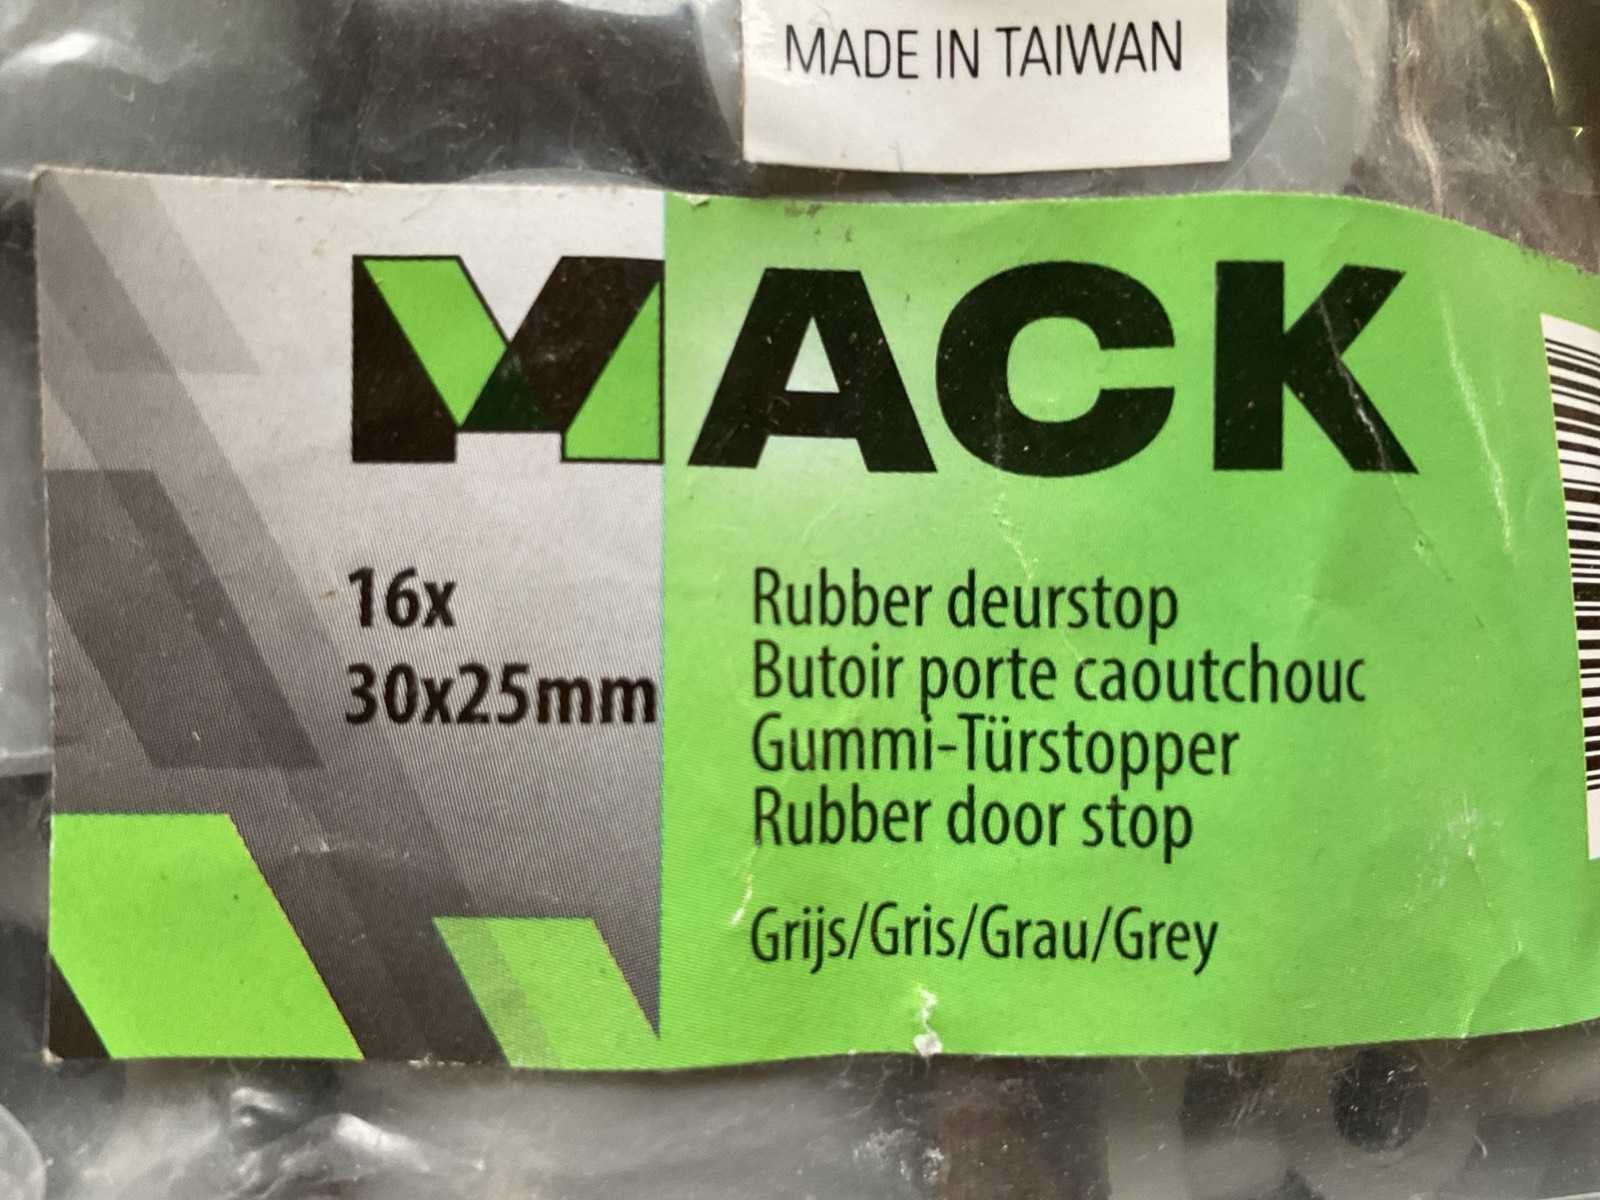 MADE IN TAIWAN
MACK
16x
30x25mm
Rubber deurstop
Butoir porte caoutchouc
Gummi-Türstopper
Rubber door stop
Grijs/Gris/Grau/Grey